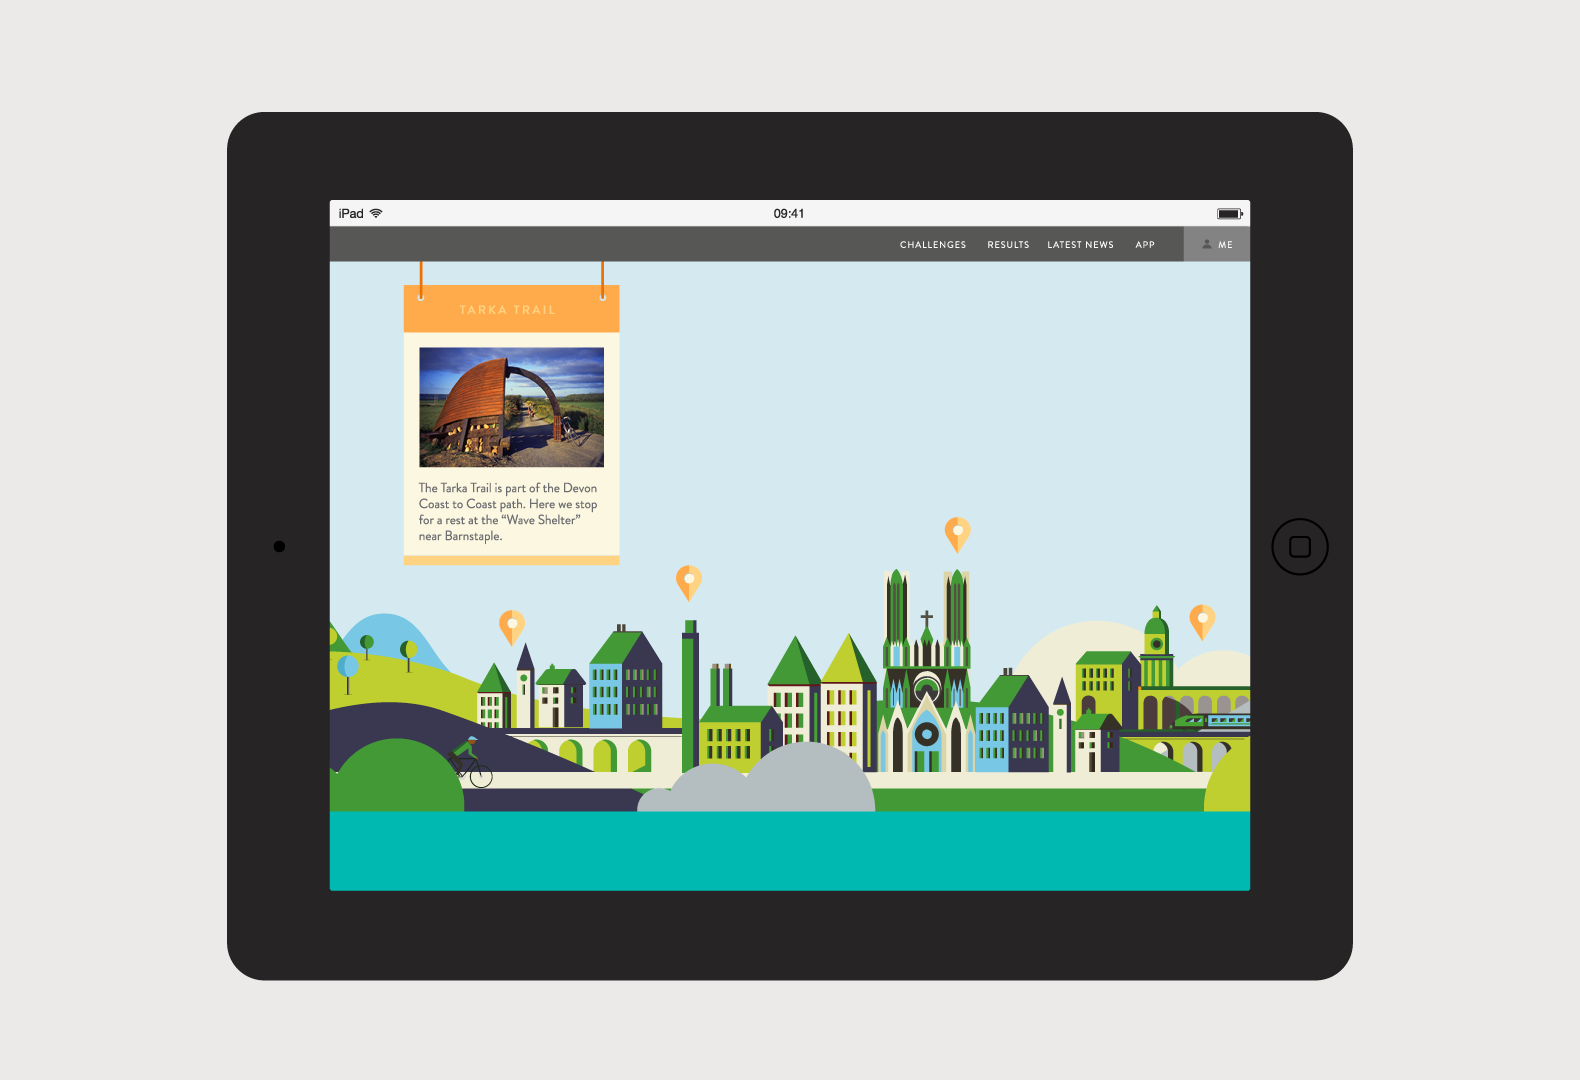 iPad
09:41
CHALLENGES RESULTS LATEST NEWS APP ME
TARKA TRAIL
The Tarka Trail is part of the Devon
Coast to Coast path. Here we stop
for a rest at the “Wave Shelter”
near Barnstaple.